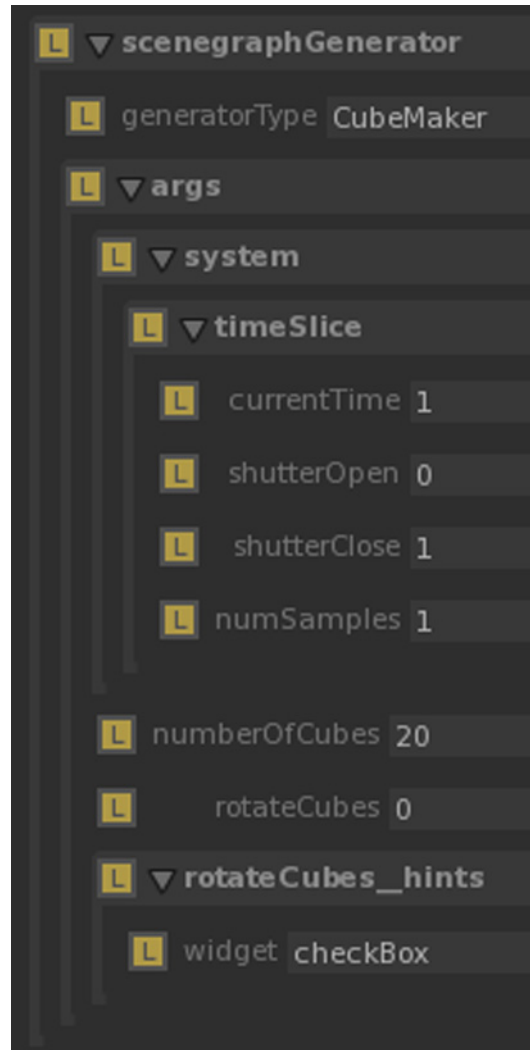 L scenegraphGenerator
L generatorType CubeMaker
L args
L system
L timeSlice
L currentTime 1
L shutterOpen 0
L shutterClose 1
L numSamples 1
L numberOfCubes 20
L rotateCubes 0
L rotateCubes__hints
L widget checkBox